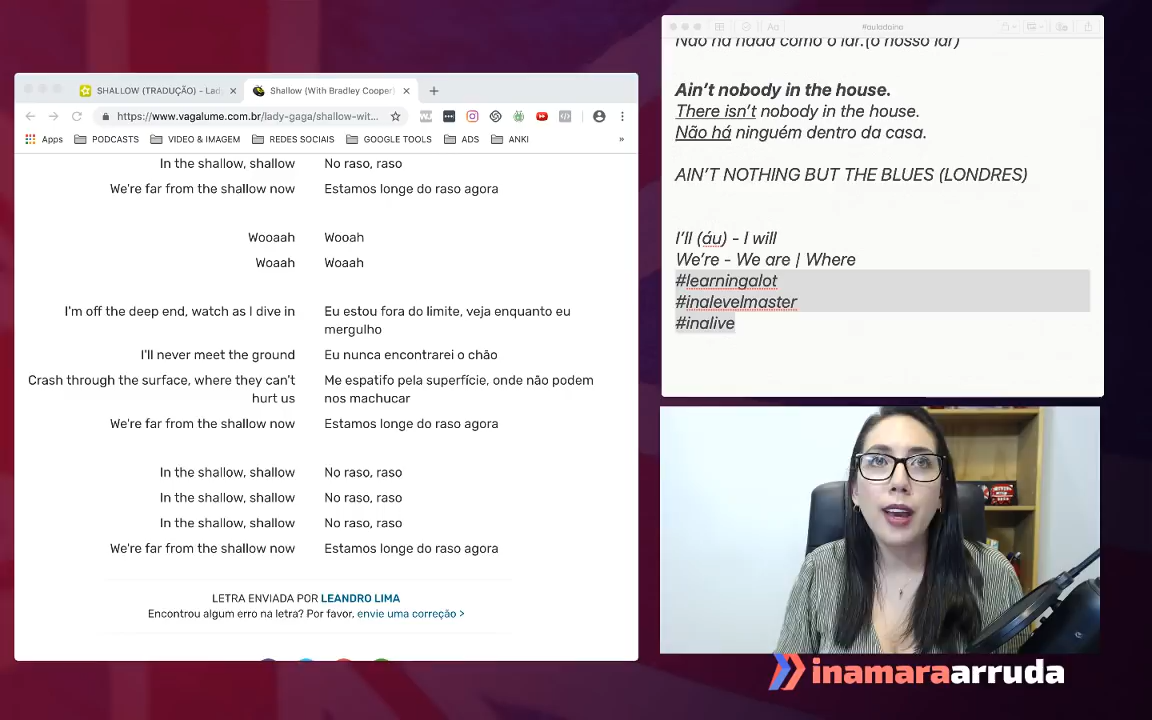 SHALLOW (TRADUÇÃO) - Lad
Shallow (With Bradley Cooper)
https://www.vagalume.com.br/lady-gaga/shallow-wit...
Apps
PODCASTS
VIDEO & IMAGEM
REDES SOCIAIS
GOOGLE TOOLS
ADS
ANKI
»
In the shallow, shallow No raso, raso
We're far from the shallow now Estamos longe do raso agora
Wooaah Wooah
Woaah Woaah
I'm off the deep end, watch as I dive in Eu estou fora do limite, veja enquanto eu
mergulho
I'll never meet the ground Eu nunca encontrarei o chão
Crash through the surface, where they can't Me espatifo pela superfície, onde não podem
hurt us nos machucar
We're far from the shallow now Estamos longe do raso agora
In the shallow, shallow No raso, raso
In the shallow, shallow No raso, raso
In the shallow, shallow No raso, raso
We're far from the shallow now Estamos longe do raso agora
LETRA ENVIADA POR LEANDRO LIMA
Encontrou algum erro na letra? Por favor, envie uma correção >
Aa
#auladaina
Não há nada como o lar.(o nosso lar)
Ain't nobody in the house.
There isn't nobody in the house.
Não há ninguém dentro da casa.
AIN'T NOTHING BUT THE BLUES (LONDRES)
I'll (áu) - I will
We're - We are | Where
#learningalot
#inalevelmaster
#inalive
inamaraarruda